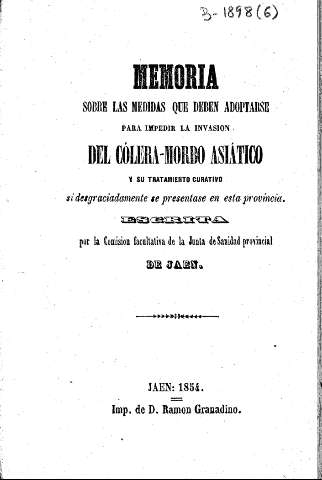 B-1898(6)
MEMORIA
SOBRE LAS MEDIDAS QUE DEBEN ADOPTARSE
PARA IMPEDIR LA INVASION
DEL CÓLERA-MORBO ASIÁTICO
Y SU TRATAMIENTO CURATIVO
si desgraciadamente se presentase en esta provincia.
ESCRITA
por la Comision facultativa de la Junta de Sanidad provincial
DE JAEN.
JAEN: 1854.
Imp. de D. Ramon Granadino.